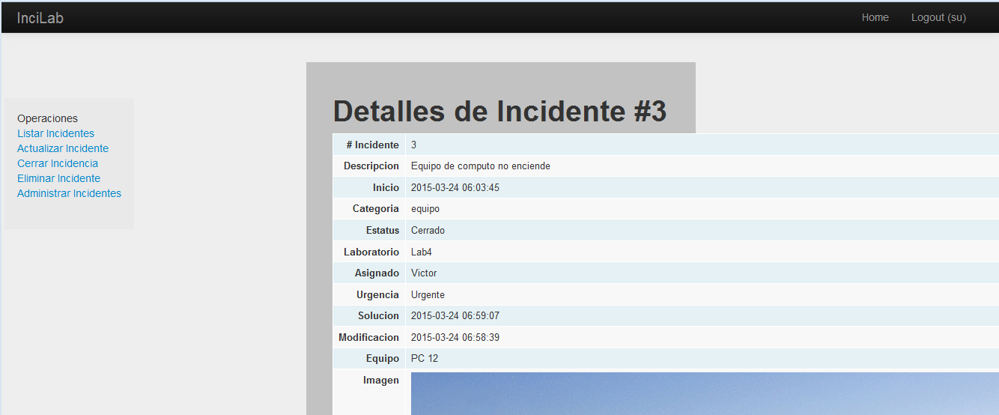 InciLab Home Logout (su)
Operaciones
Listar Incidentes
Actualizar Incidente
Cerrar Incidencia
Eliminar Incidente
Administrar Incidentes
Detalles de Incidente #3
# Incidente 3
Descripcion Equipo de computo no enciende
Inicio 2015-03-24 06:03:45
Categoria equipo
Estatus Cerrado
Laboratorio Lab4
Asignado Victor
Urgencia Urgente
Solucion 2015-03-24 06:59:07
Modificacion 2015-03-24 06:58:39
Equipo PC 12
Imagen